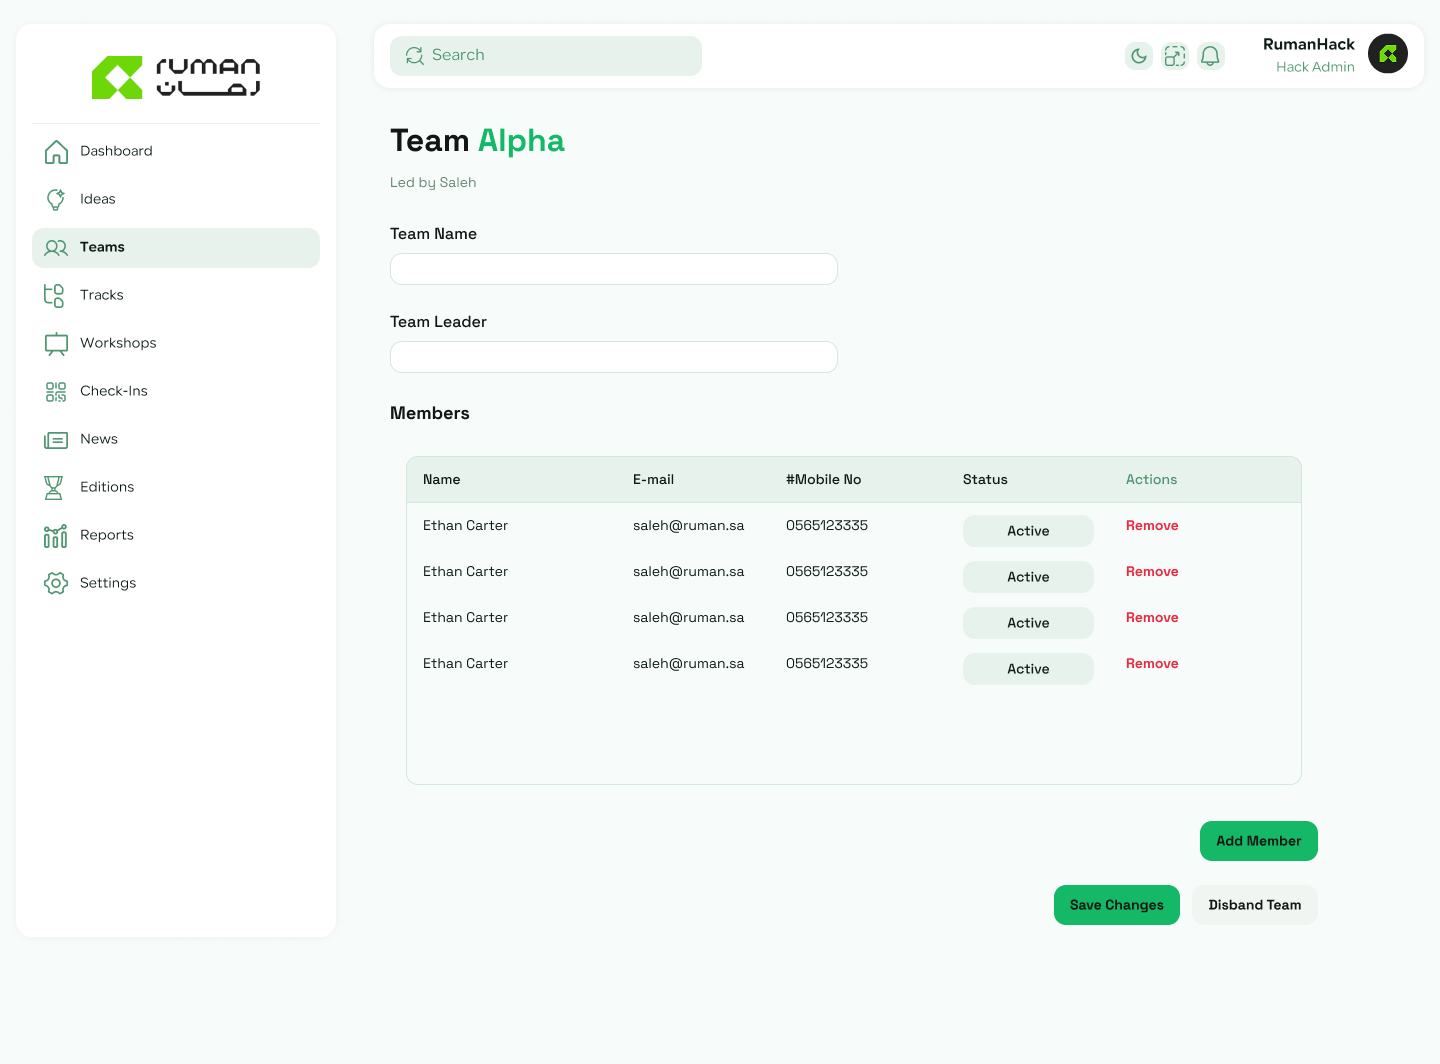 ruman
رمان
Dashboard
Ideas
Teams
Tracks
Workshops
Check-Ins
News
Editions
Reports
Settings
Search
RumanHack
Hack Admin
Team Alpha
Led by Saleh
Team Name
Team Leader
Members
Name E-mail #Mobile No Status Actions
Ethan Carter saleh@ruman.sa 0565123335 Active Remove
Ethan Carter saleh@ruman.sa 0565123335 Active Remove
Ethan Carter saleh@ruman.sa 0565123335 Active Remove
Ethan Carter saleh@ruman.sa 0565123335 Active Remove
Add Member
Save Changes Disband Team